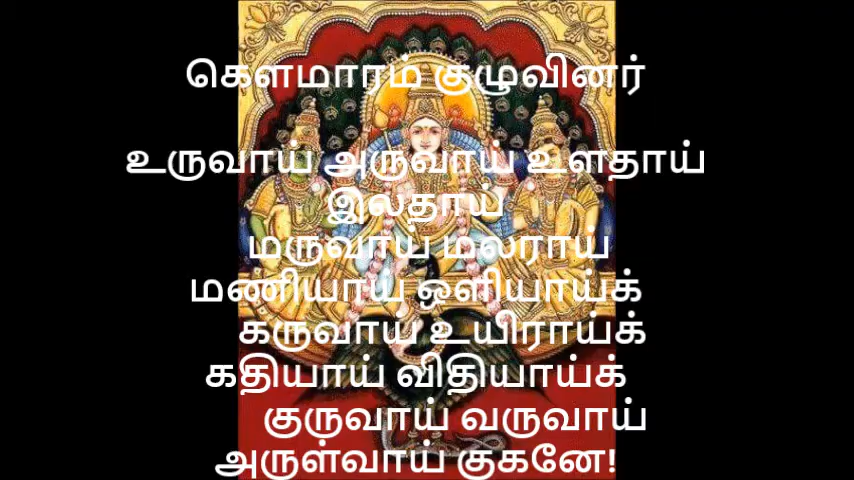 கௌமாரம் குழுவினர்
உருவாய் அருவாய் உளதாய்
இலதாய்
மருவாய் மலராய்
மணியாய் ஒளியாய்க்
கருவாய் உயிராய்க்
கதியாய் விதியாய்க்
குருவாய் வருவாய்
அருள்வாய் குகனே!